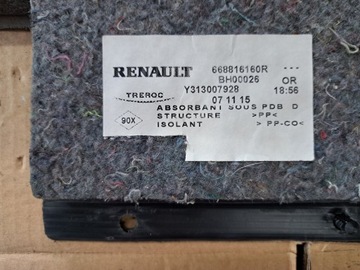 RENAULT 668816160R ---
BH00026 OR
TREROC Y313007928 18:56
07 11 15
ABSORBANT SOUS PDB D
90X STRUCTURE >PP<
ISOLANT > PP-CO<